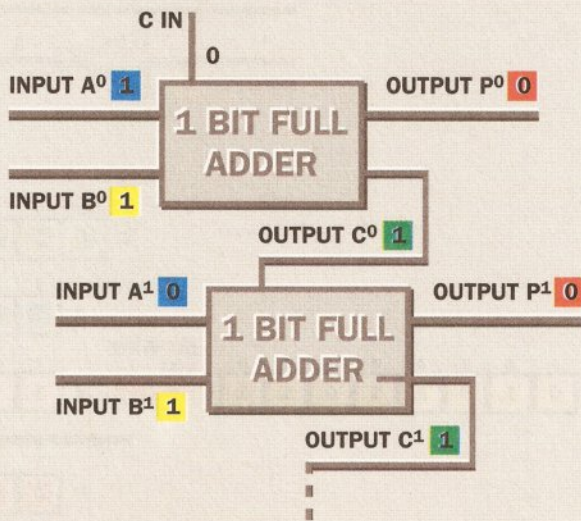 C IN
0
INPUT A⁰ 1
OUTPUT P⁰ 0
1 BIT FULL
ADDER
INPUT B⁰ 1
OUTPUT C⁰ 1
INPUT A¹ 0
OUTPUT P¹ 0
1 BIT FULL
ADDER
INPUT B¹ 1
OUTPUT C¹ 1